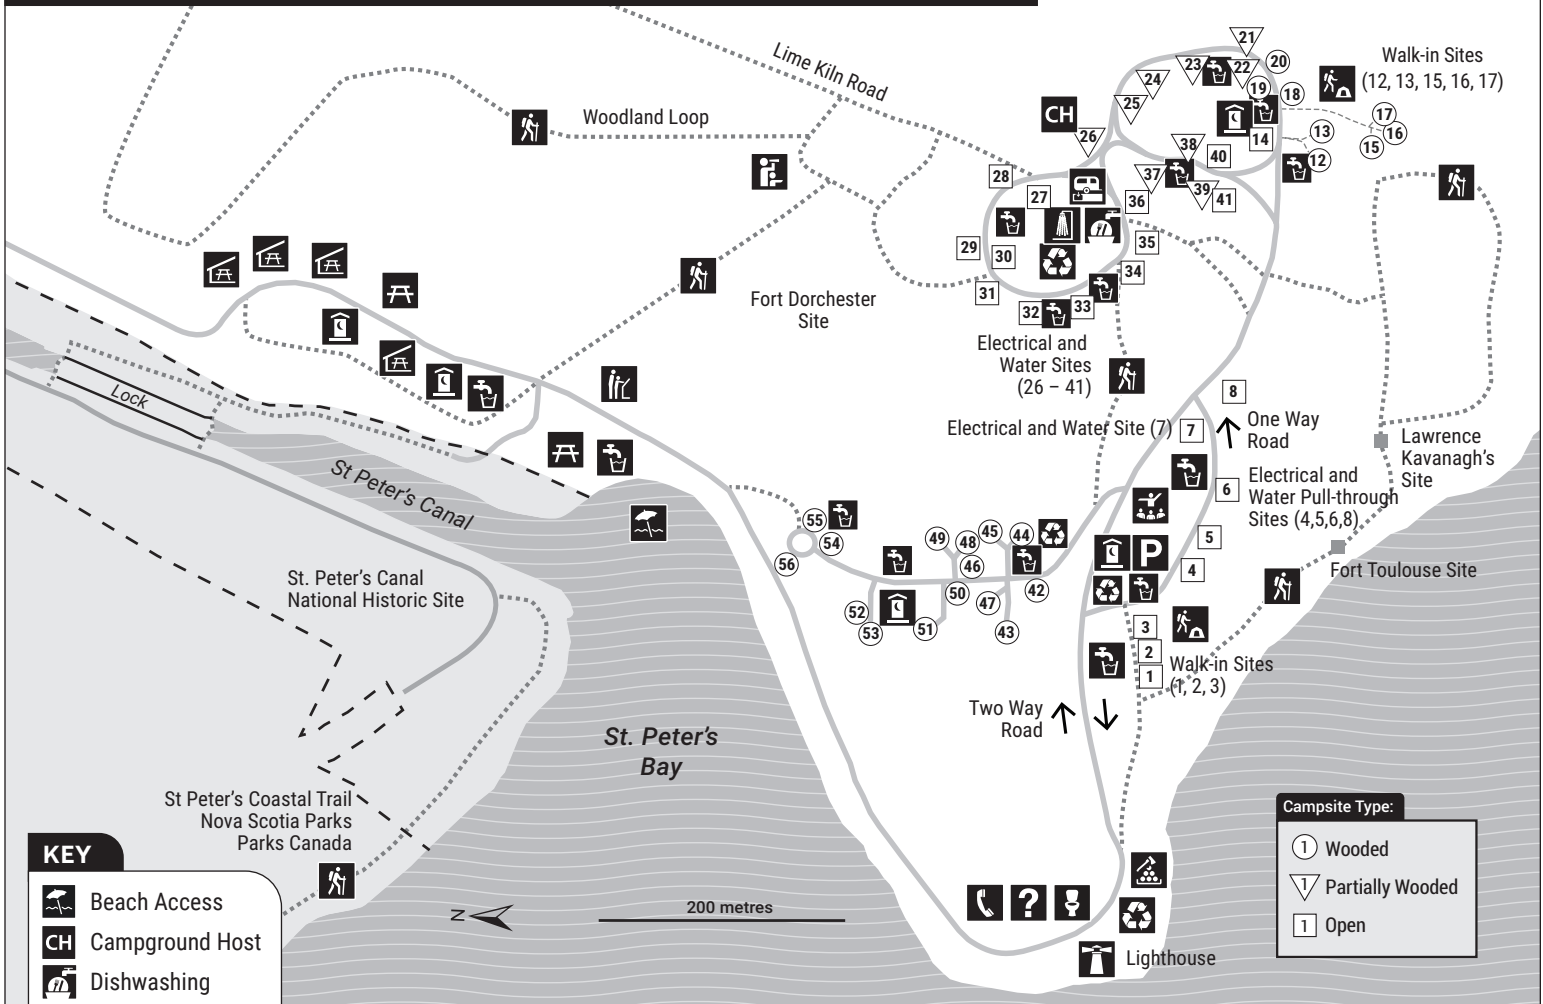 Lime Kiln Road
Woodland Loop
CH
21
23
22
20
24
25
19
18
26
14
Walk-in Sites
(12, 13, 15, 16, 17)
17
16
15
13
12
38
40
37
39
41
36
28
27
29
30
35
34
31
32
33
Fort Dorchester
Site
Electrical and
Water Sites
(26 – 41)
Lock
St Peter's Canal
8
Electrical and Water Site (7)
7
One Way
Road
Lawrence
Kavanagh's
Site
6
Electrical and
Water Pull-through
Sites (4,5,6,8)
5
4
P
Fort Toulouse Site
55
54
56
49
48
45
44
46
50
47
42
52
53
51
43
St. Peter's Canal
National Historic Site
3
2
1
Walk-in Sites
(1, 2, 3)
Two Way
Road
St. Peter's
Bay
St Peter's Coastal Trail
Nova Scotia Parks
Parks Canada
KEY
Beach Access
CH Campground Host
Dishwashing
N
200 metres
?
Lighthouse
Campsite Type:
1 Wooded
1 Partially Wooded
1 Open